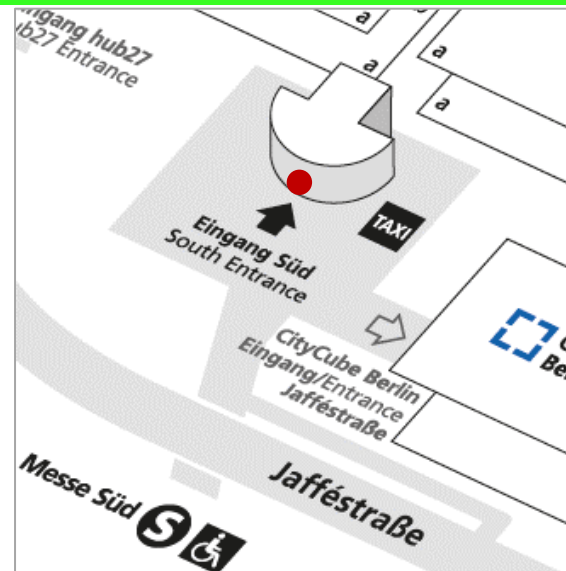 Eingang hub27
hub27 Entrance
a
a
a
a
TAXI
Eingang Süd
South Entrance
CityCube Berlin
Eingang/Entrance
Jafféstraße
Messe Süd
S
Jafféstraße